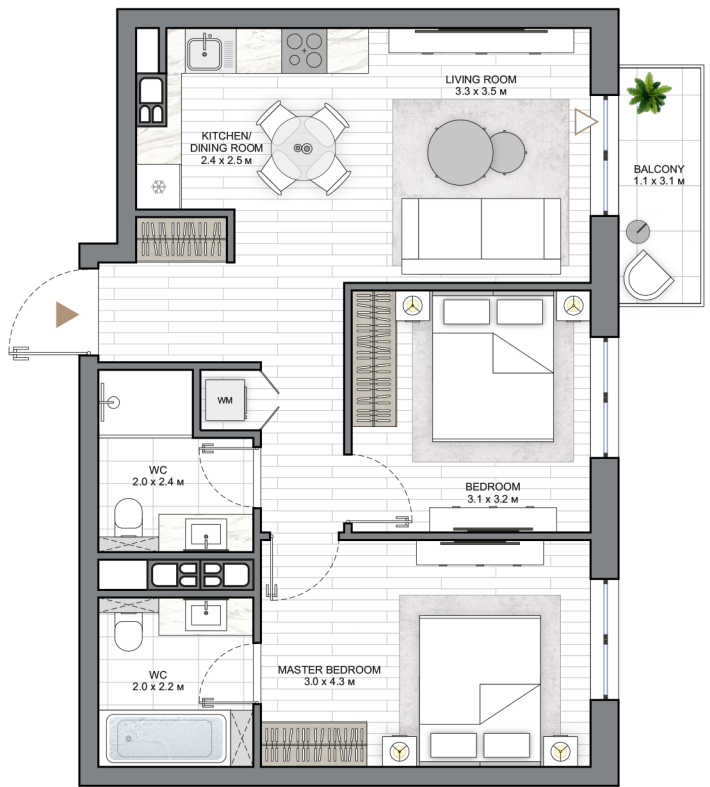 LIVING ROOM
3.3 x 3.5 м
KITCHEN/
DINING ROOM
2.4 x 2.5 м
BALCONY
1.1 x 3.1 м
WM
WC
2.0 x 2.4 м
BEDROOM
3.1 x 3.2 м
WC
2.0 x 2.2 м
MASTER BEDROOM
3.0 x 4.3 м